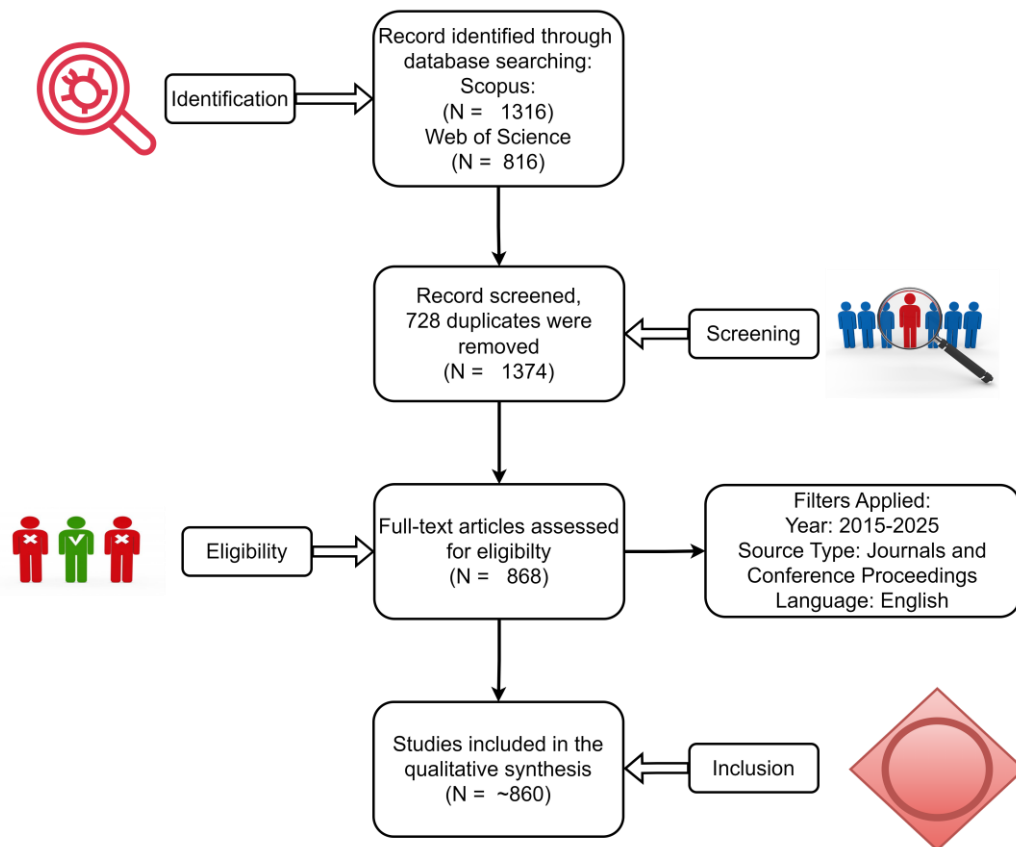 Record identified through
database searching:
Scopus:
(N = 1316)
Web of Science
(N = 816)
Identification
Record screened,
728 duplicates were
removed
(N = 1374)
Screening
Full-text articles assessed
for eligibilty
(N = 868)
Eligibility
Filters Applied:
Year: 2015-2025
Source Type: Journals and
Conference Proceedings
Language: English
Studies included in the
qualitative synthesis
(N = ~860)
Inclusion